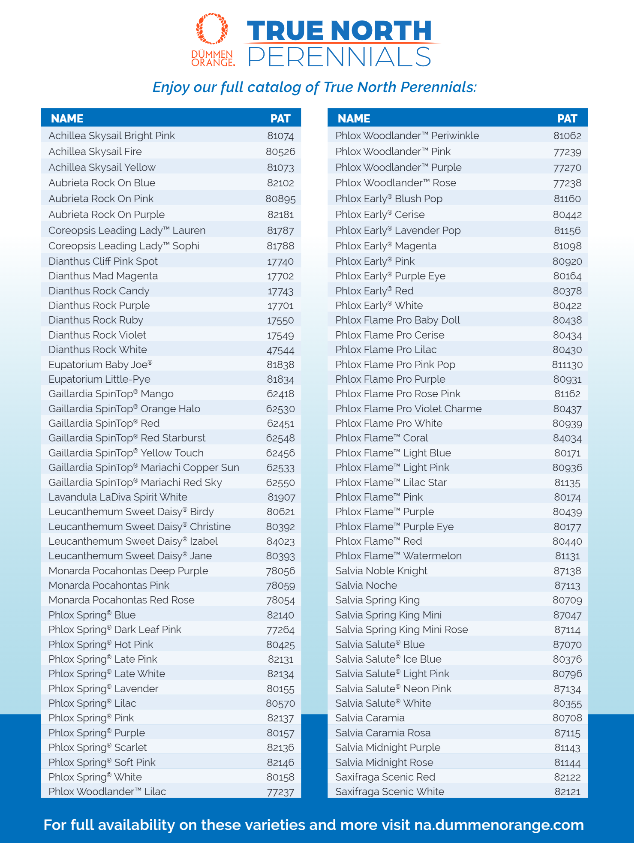 DÜMMEN
ORANGE.
TRUE NORTH
PERENNIALS
Enjoy our full catalog of True North Perennials:
NAME PAT
Achillea Skysail Bright Pink 81074
Achillea Skysail Fire 80526
Achillea Skysail Yellow 81073
Aubrieta Rock On Blue 82102
Aubrieta Rock On Pink 80895
Aubrieta Rock On Purple 82181
Coreopsis Leading Lady™ Lauren 81787
Coreopsis Leading Lady™ Sophi 81788
Dianthus Cliff Pink Spot 17740
Dianthus Mad Magenta 17702
Dianthus Rock Candy 17743
Dianthus Rock Purple 17701
Dianthus Rock Ruby 17550
Dianthus Rock Violet 17549
Dianthus Rock White 47544
Eupatorium Baby Joe® 81838
Eupatorium Little-Pye 81834
Gaillardia SpinTop® Mango 62418
Gaillardia SpinTop® Orange Halo 62530
Gaillardia SpinTop® Red 62451
Gaillardia SpinTop® Red Starburst 62548
Gaillardia SpinTop® Yellow Touch 62456
Gaillardia SpinTop® Mariachi Copper Sun 62533
Gaillardia SpinTop® Mariachi Red Sky 62550
Lavandula LaDiva Spirit White 81907
Leucanthemum Sweet Daisy® Birdy 80621
Leucanthemum Sweet Daisy® Christine 80392
Leucanthemum Sweet Daisy® Izabel 84023
Leucanthemum Sweet Daisy® Jane 80393
Monarda Pocahontas Deep Purple 78056
Monarda Pocahontas Pink 78059
Monarda Pocahontas Red Rose 78054
Phlox Spring® Blue 82140
Phlox Spring® Dark Leaf Pink 77264
Phlox Spring® Hot Pink 80425
Phlox Spring® Late Pink 82131
Phlox Spring® Late White 82134
Phlox Spring® Lavender 80155
Phlox Spring® Lilac 80570
Phlox Spring® Pink 82137
Phlox Spring® Purple 80157
Phlox Spring® Scarlet 82136
Phlox Spring® Soft Pink 82146
Phlox Spring® White 80158
Phlox Woodlander™ Lilac 77237
NAME PAT
Phlox Woodlander™ Periwinkle 81062
Phlox Woodlander™ Pink 77239
Phlox Woodlander™ Purple 77270
Phlox Woodlander™ Rose 77238
Phlox Early® Blush Pop 81160
Phlox Early® Cerise 80442
Phlox Early® Lavender Pop 81156
Phlox Early® Magenta 81098
Phlox Early® Pink 80920
Phlox Early® Purple Eye 80164
Phlox Early® Red 80378
Phlox Early® White 80422
Phlox Flame Pro Baby Doll 80438
Phlox Flame Pro Cerise 80434
Phlox Flame Pro Lilac 80430
Phlox Flame Pro Pink Pop 811130
Phlox Flame Pro Purple 80931
Phlox Flame Pro Rose Pink 81162
Phlox Flame Pro Violet Charme 80437
Phlox Flame Pro White 80939
Phlox Flame™ Coral 84034
Phlox Flame™ Light Blue 80171
Phlox Flame™ Light Pink 80936
Phlox Flame™ Lilac Star 81135
Phlox Flame™ Pink 80174
Phlox Flame™ Purple 80439
Phlox Flame™ Purple Eye 80177
Phlox Flame™ Red 80440
Phlox Flame™ Watermelon 81131
Salvia Noble Knight 87138
Salvia Noche 87113
Salvia Spring King 80709
Salvia Spring King Mini 87047
Salvia Spring King Mini Rose 87114
Salvia Salute® Blue 87070
Salvia Salute® Ice Blue 80376
Salvia Salute® Light Pink 80796
Salvia Salute® Neon Pink 87134
Salvia Salute® White 80355
Salvia Caramia 80708
Salvia Caramia Rosa 87115
Salvia Midnight Purple 81143
Salvia Midnight Rose 81144
Saxifraga Scenic Red 82122
Saxifraga Scenic White 82121
For full availability on these varieties and more visit na.dummenorange.com